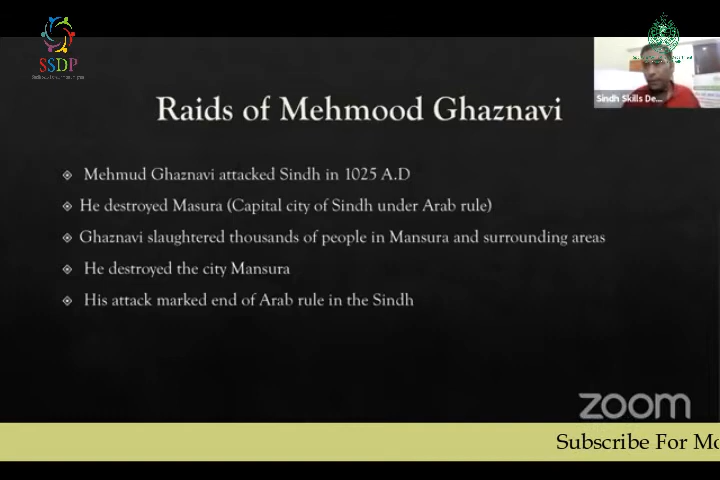 SSDP
Sindh Skills De...
Raids of Mehmood Ghaznavi
Mehmud Ghaznavi attacked Sindh in 1025 A.D
He destroyed Masura (Capital city of Sindh under Arab rule)
Ghaznavi slaughtered thousands of people in Mansura and surrounding areas
He destroyed the city Mansura
His attack marked end of Arab rule in the Sindh
zoom
Subscribe For Mo